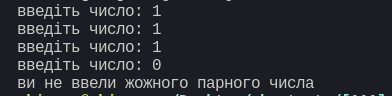 введіть число: 1
введіть число: 1
введіть число: 1
введіть число: 0
ви не ввели жожного парного числа